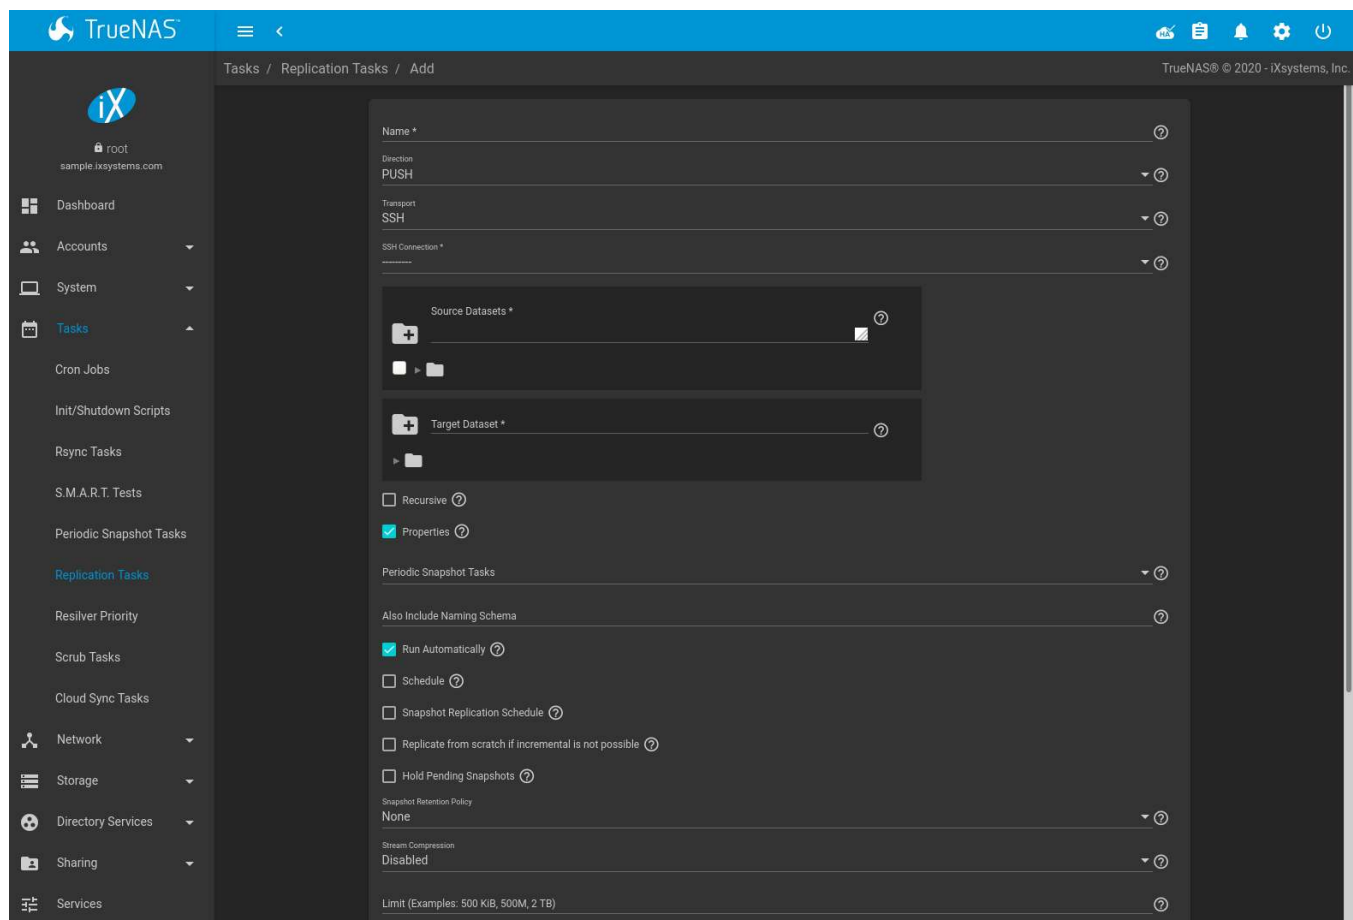 TrueNAS®
HA
Tasks / Replication Tasks / Add
TrueNAS® © 2020 - iXsystems, Inc.
iX
root
sample.ixsystems.com
Dashboard
Accounts
System
Tasks
Cron Jobs
Init/Shutdown Scripts
Rsync Tasks
S.M.A.R.T. Tests
Periodic Snapshot Tasks
Replication Tasks
Resilver Priority
Scrub Tasks
Cloud Sync Tasks
Network
Storage
Directory Services
Sharing
Services
Name *
Direction
PUSH
Transport
SSH
SSH Connection *
---------
Source Datasets *
Target Dataset *
Recursive
Properties
Periodic Snapshot Tasks
Also Include Naming Schema
Run Automatically
Schedule
Snapshot Replication Schedule
Replicate from scratch if incremental is not possible
Hold Pending Snapshots
Snapshot Retention Policy
None
Stream Compression
Disabled
Limit (Examples: 500 KiB, 500M, 2 TB)